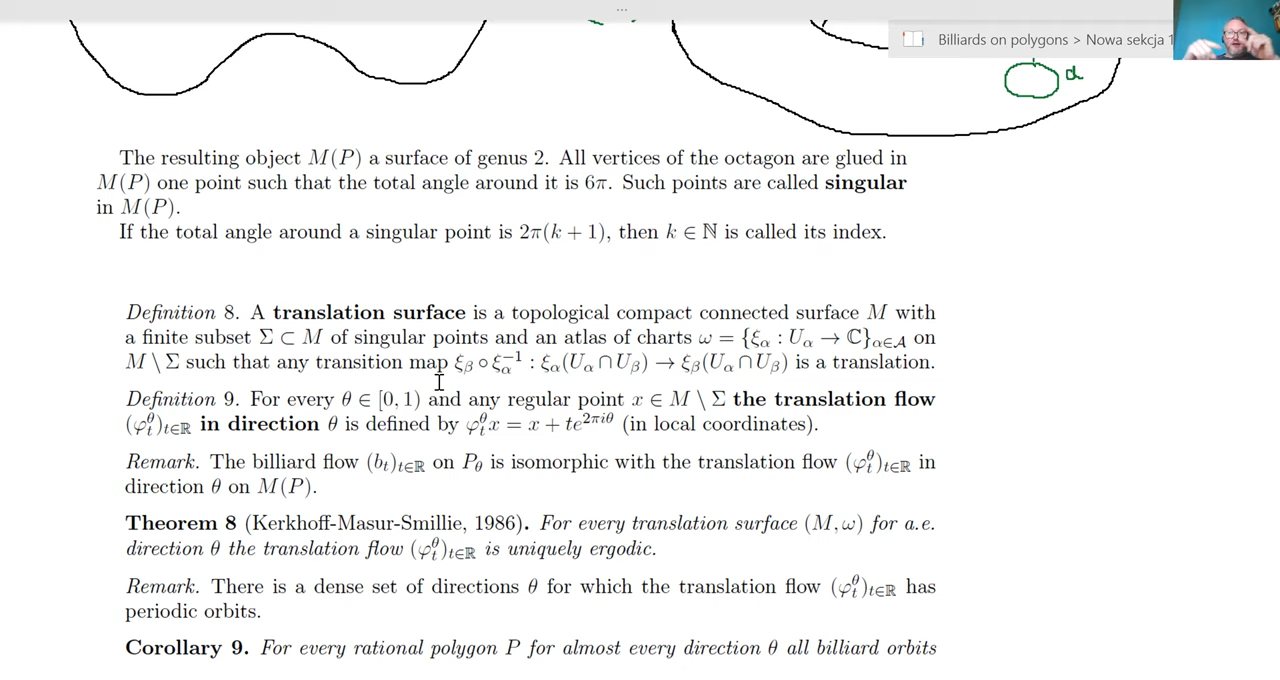 ...
Billiards on polygons > Nowa sekcja 1
α
The resulting object M(P) a surface of genus 2. All vertices of the octagon are glued in
M(P) one point such that the total angle around it is 6π. Such points are called singular
in M(P).
If the total angle around a singular point is 2π(k + 1), then k ∈ ℕ is called its index.
Definition 8. A translation surface is a topological compact connected surface M with
a finite subset Σ ⊂ M of singular points and an atlas of charts ω = {ξ_α : U_α → ℂ}_{α∈𝒜} on
M \ Σ such that any transition map ξ_β ∘ ξ_α^{-1} : ξ_α(U_α ∩ U_β) → ξ_β(U_α ∩ U_β) is a translation.
Definition 9. For every θ ∈ [0, 1) and any regular point x ∈ M \ Σ the translation flow
(φ_t^θ)_{t∈ℝ} in direction θ is defined by φ_t^θ x = x + te^{2πiθ} (in local coordinates).
Remark. The billiard flow (b_t)_{t∈ℝ} on P_θ is isomorphic with the translation flow (φ_t^θ)_{t∈ℝ} in
direction θ on M(P).
Theorem 8 (Kerkhoff-Masur-Smillie, 1986). For every translation surface (M, ω) for a.e.
direction θ the translation flow (φ_t^θ)_{t∈ℝ} is uniquely ergodic.
Remark. There is a dense set of directions θ for which the translation flow (φ_t^θ)_{t∈ℝ} has
periodic orbits.
Corollary 9. For every rational polygon P for almost every direction θ all billiard orbits